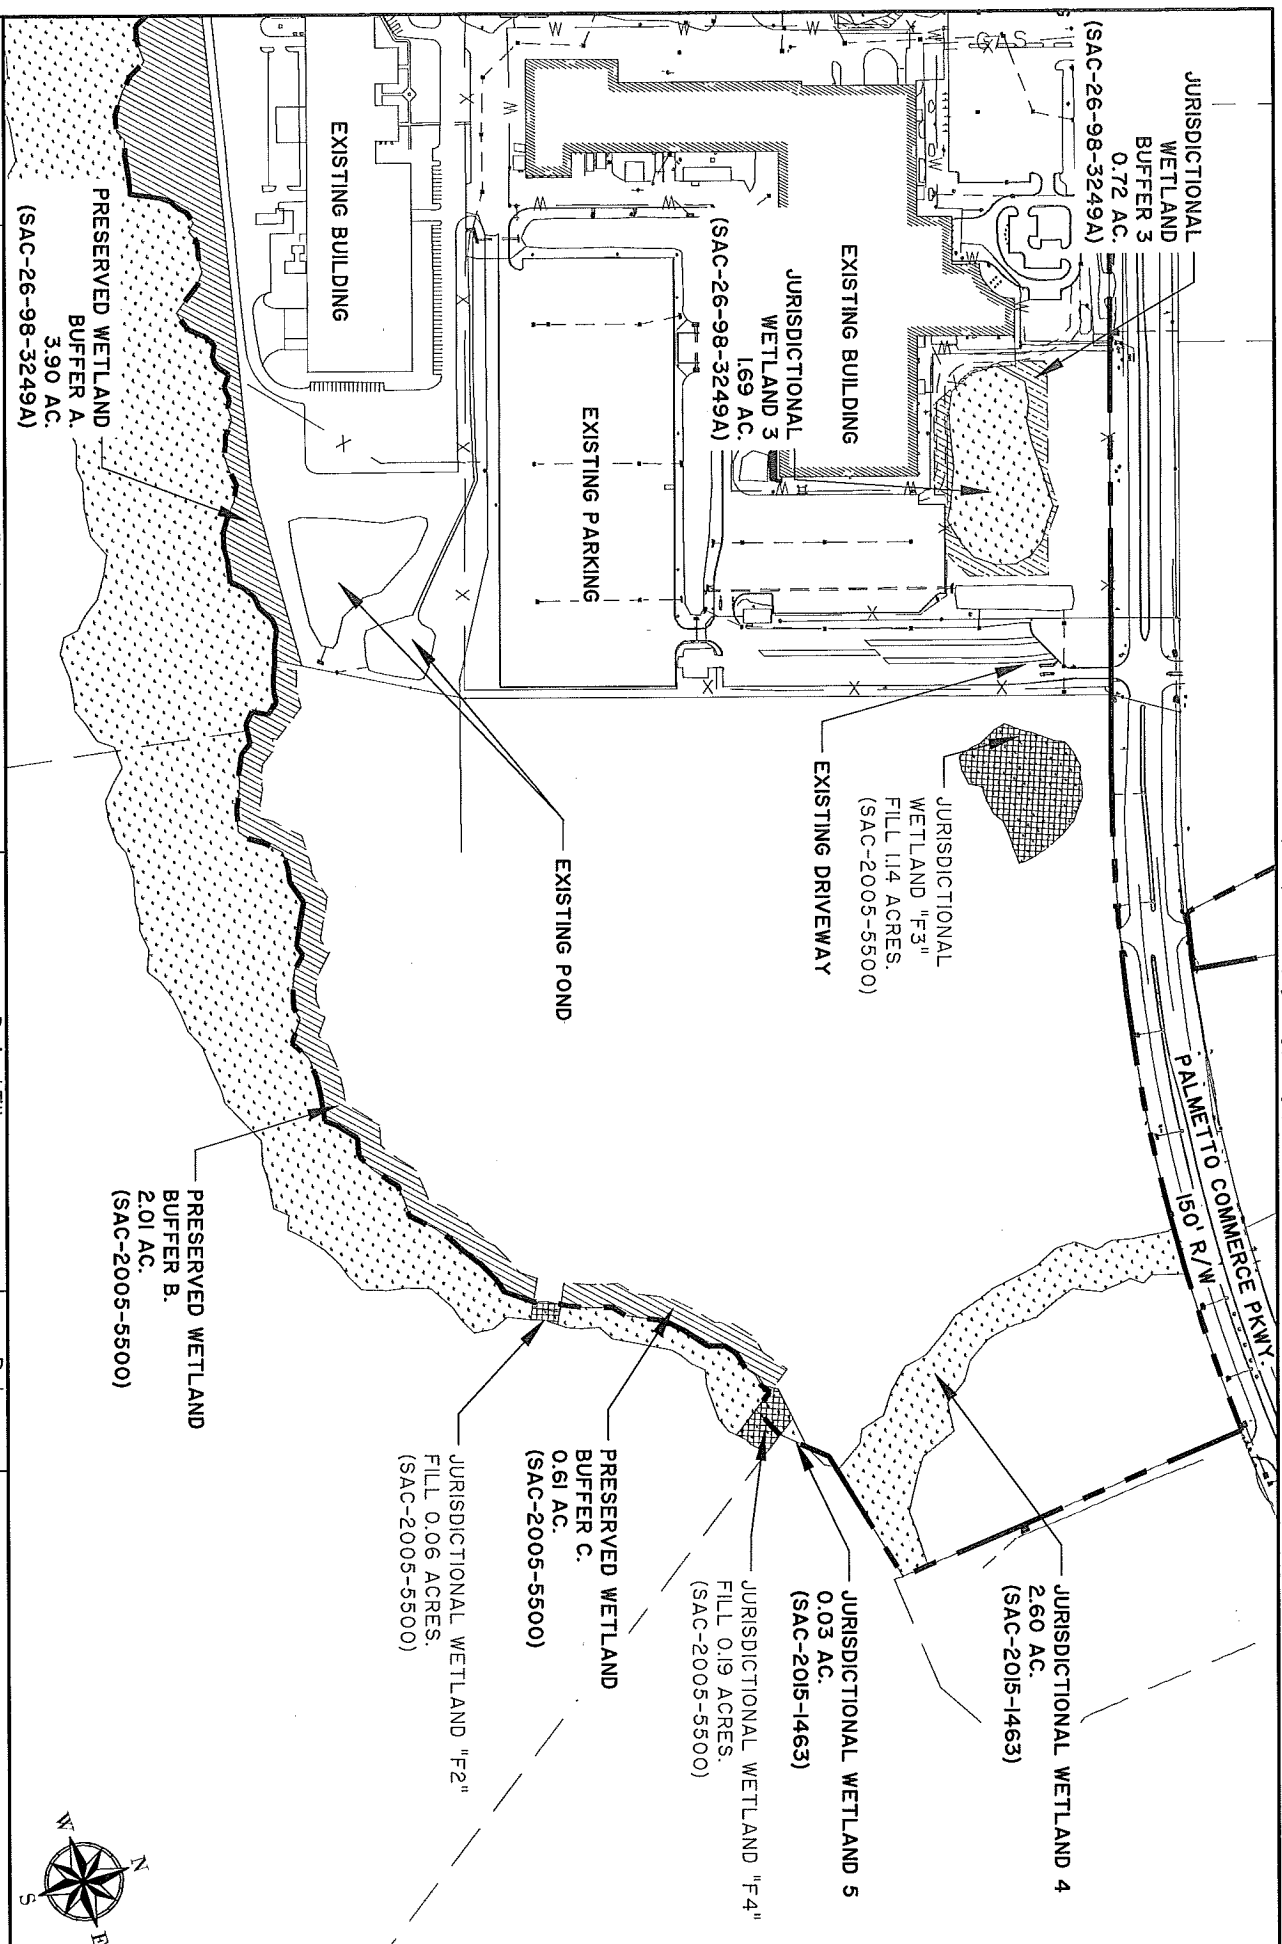 JURISDICTIONAL
WETLAND
BUFFER 3
0.72 AC.
(SAC-26-98-3249A)
PALMETTO COMMERCE PKWY.
150' R/W
JURISDICTIONAL
WETLAND "F3"
FILL 1.14 ACRES.
(SAC-2005-5500)
EXISTING DRIVEWAY
EXISTING BUILDING
JURISDICTIONAL
WETLAND 3
1.69 AC.
(SAC-26-98-3249A)
EXISTING PARKING
EXISTING POND
EXISTING BUILDING
PRESERVED WETLAND
BUFFER A.
3.90 AC.
(SAC-26-98-3249A)
PRESERVED WETLAND
BUFFER B.
2.01 AC.
(SAC-2005-5500)
JURISDICTIONAL WETLAND 4
2.60 AC.
(SAC-2015-1463)
JURISDICTIONAL WETLAND 5
0.03 AC.
(SAC-2015-1463)
JURISDICTIONAL WETLAND "F4"
FILL 0.19 ACRES.
(SAC-2005-5500)
PRESERVED WETLAND
BUFFER C.
0.61 AC.
(SAC-2005-5500)
JURISDICTIONAL WETLAND "F2"
FILL 0.06 ACRES.
(SAC-2005-5500)
N
W
E
S